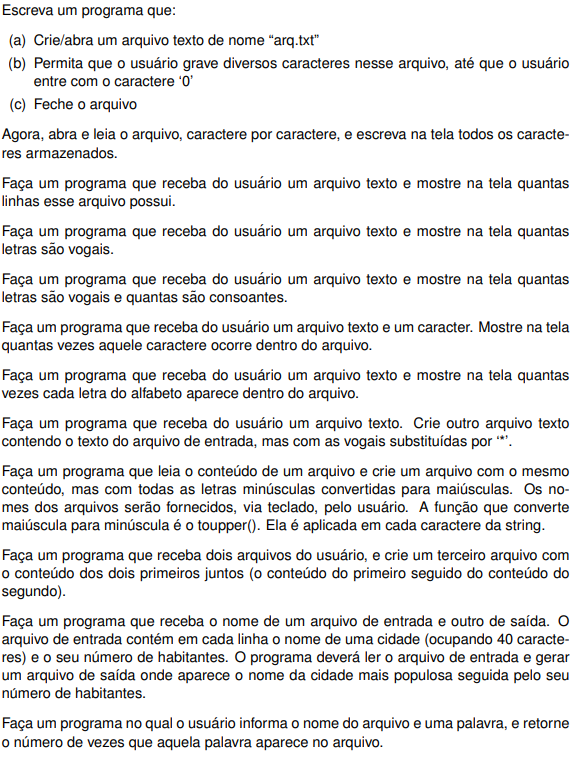 Escreva um programa que:
(a) Crie/abra um arquivo texto de nome “arq.txt”
(b) Permita que o usuário grave diversos caracteres nesse arquivo, até que o usuário
entre com o caractere ‘0’
(c) Feche o arquivo
Agora, abra e leia o arquivo, caractere por caractere, e escreva na tela todos os caracte-
res armazenados.
Faça um programa que receba do usuário um arquivo texto e mostre na tela quantas
linhas esse arquivo possui.
Faça um programa que receba do usuário um arquivo texto e mostre na tela quantas
letras são vogais.
Faça um programa que receba do usuário um arquivo texto e mostre na tela quantas
letras são vogais e quantas são consoantes.
Faça um programa que receba do usuário um arquivo texto e um caracter. Mostre na tela
quantas vezes aquele caractere ocorre dentro do arquivo.
Faça um programa que receba do usuário um arquivo texto e mostre na tela quantas
vezes cada letra do alfabeto aparece dentro do arquivo.
Faça um programa que receba do usuário um arquivo texto. Crie outro arquivo texto
contendo o texto do arquivo de entrada, mas com as vogais substituídas por ‘*’.
Faça um programa que leia o conteúdo de um arquivo e crie um arquivo com o mesmo
conteúdo, mas com todas as letras minúsculas convertidas para maiúsculas. Os no-
mes dos arquivos serão fornecidos, via teclado, pelo usuário. A função que converte
maiúscula para minúscula é o toupper(). Ela é aplicada em cada caractere da string.
Faça um programa que receba dois arquivos do usuário, e crie um terceiro arquivo com
o conteúdo dos dois primeiros juntos (o conteúdo do primeiro seguido do conteúdo do
segundo).
Faça um programa que receba o nome de um arquivo de entrada e outro de saída. O
arquivo de entrada contém em cada linha o nome de uma cidade (ocupando 40 caracte-
res) e o seu número de habitantes. O programa deverá ler o arquivo de entrada e gerar
um arquivo de saída onde aparece o nome da cidade mais populosa seguida pelo seu
número de habitantes.
Faça um programa no qual o usuário informa o nome do arquivo e uma palavra, e retorne
o número de vezes que aquela palavra aparece no arquivo.